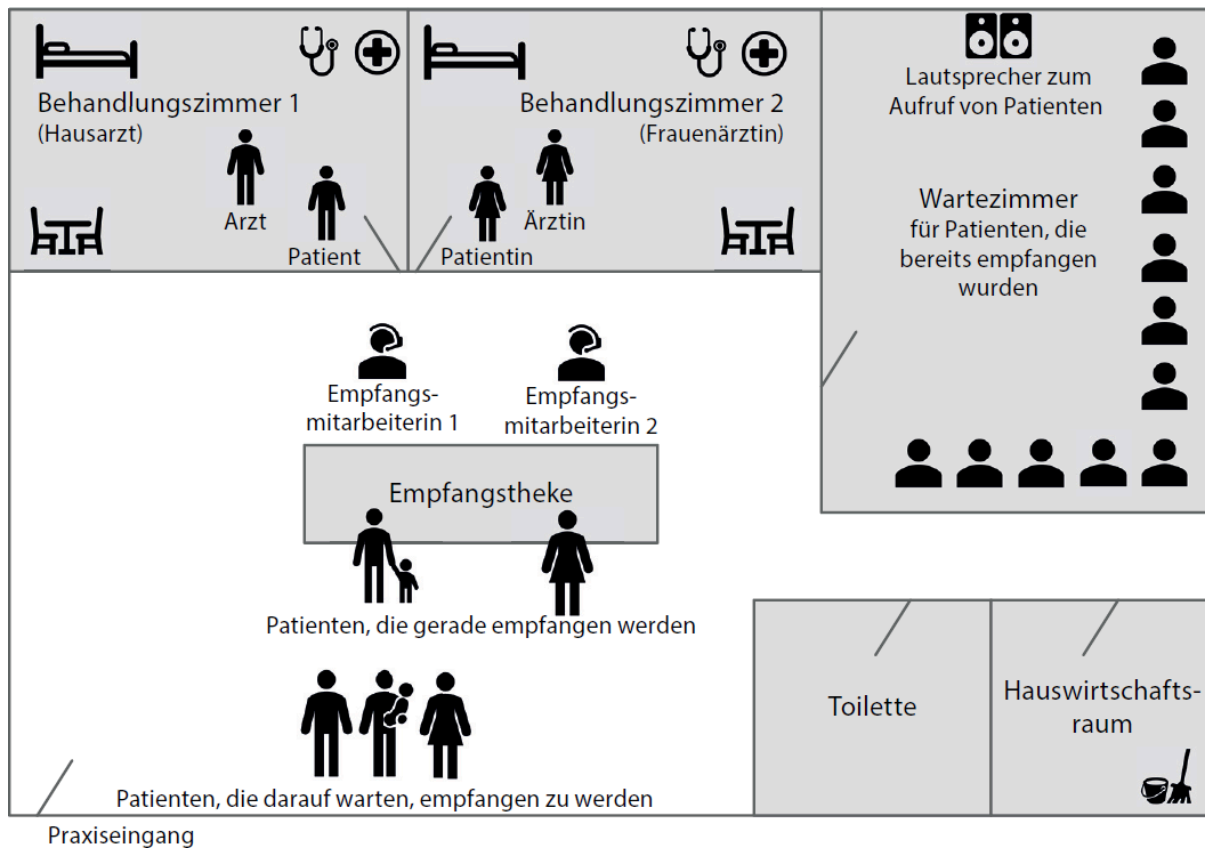 Behandlungszimmer 1
(Hausarzt)
Arzt
Patient
Behandlungszimmer 2
(Frauenärztin)
Ärztin
Patientin
Lautsprecher zum
Aufruf von Patienten
Wartezimmer
für Patienten, die
bereits empfangen
wurden
Empfangs-
mitarbeiterin 1
Empfangs-
mitarbeiterin 2
Empfangstheke
Patienten, die gerade empfangen werden
Patienten, die darauf warten, empfangen zu werden
Toilette
Hauswirtschafts-
raum
Praxiseingang